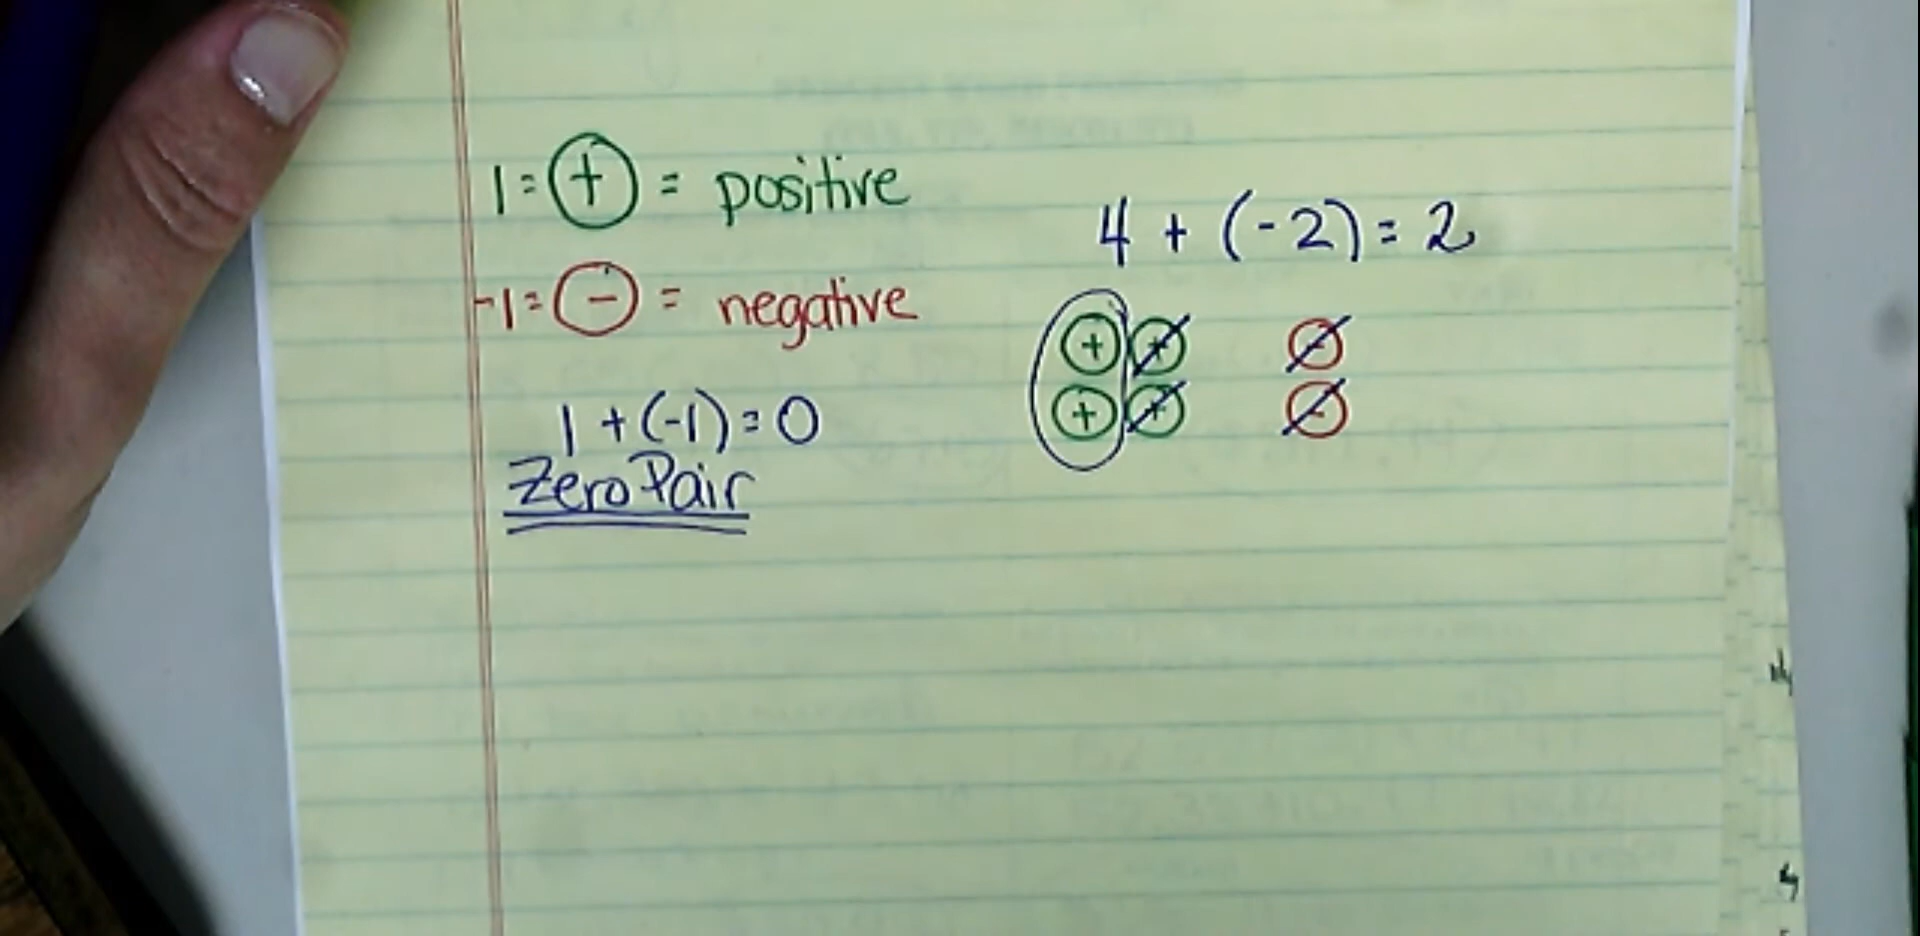 1 = + = positive
-1 = - = negative
1 + (-1) = 0
Zero Pair
4 + (-2) = 2
+ + -
+ + -